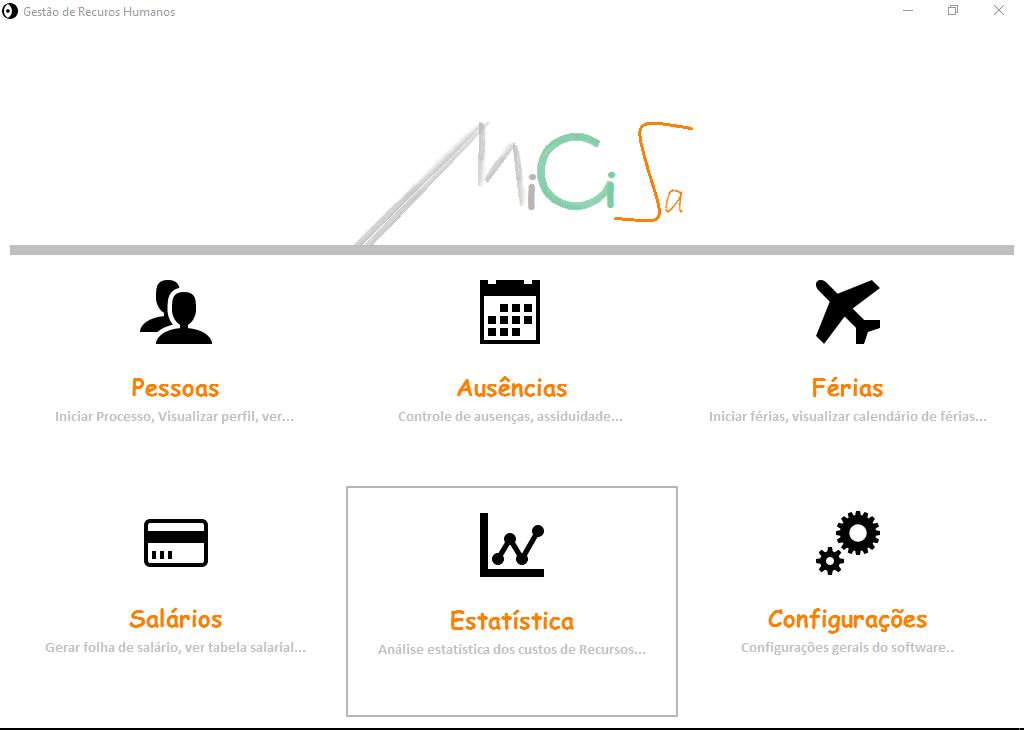 Gestão de Recuros Humanos
MiCiSa
Pessoas
Iniciar Processo, Visualizar perfil, ver...
Ausências
Controle de ausenças, assiduidade...
Férias
Iniciar férias, visualizar calendário de férias...
Salários
Gerar folha de salário, ver tabela salarial...
Estatística
Análise estatística dos custos de Recursos...
Configurações
Configurações gerais do software..